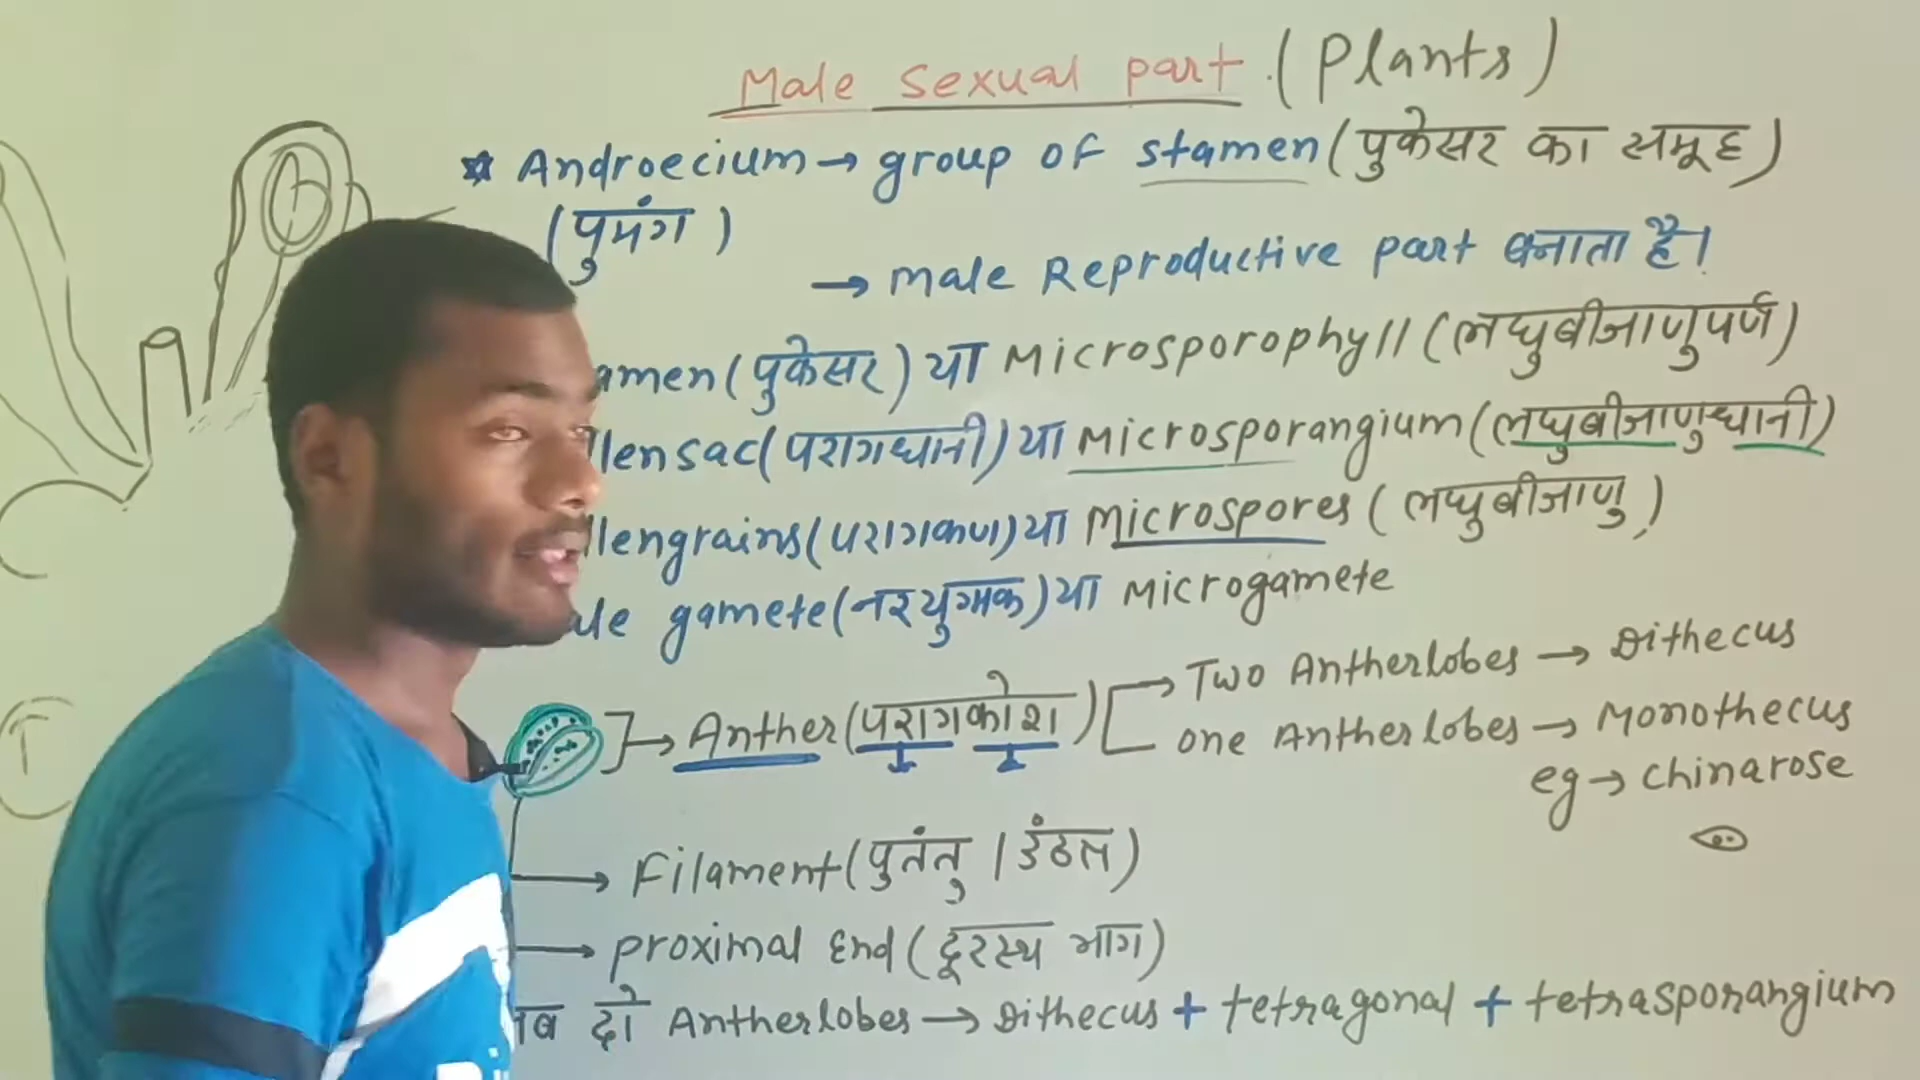 Male sexual part . (Plants)
* Androecium → group of stamen (पुकेसर का समूह)
(पुमंग)
→ Male Reproductive part बनाता है।
amen (पुकेसर) या Microsporophyll (लघुबीजाणुपर्ण)
llensac (परागधानी) या Microsporangium (लघुबीजाणुधानी)
llengrains (परागकण) या Microspores (लघुबीजाणु)
ale gamete (नरयुग्मक) या Microgamete
Two Antherlobes → Dithecus
→ Anther (परागकोश)
one Antherlobes → Monothecus
eg → Chinarose
→ Filament (पुतंतु / डंठल)
→ proximal End (दूरस्थ भाग)
जब दो Antherlobes → Dithecus + tetragonal + tetrasporangium
T